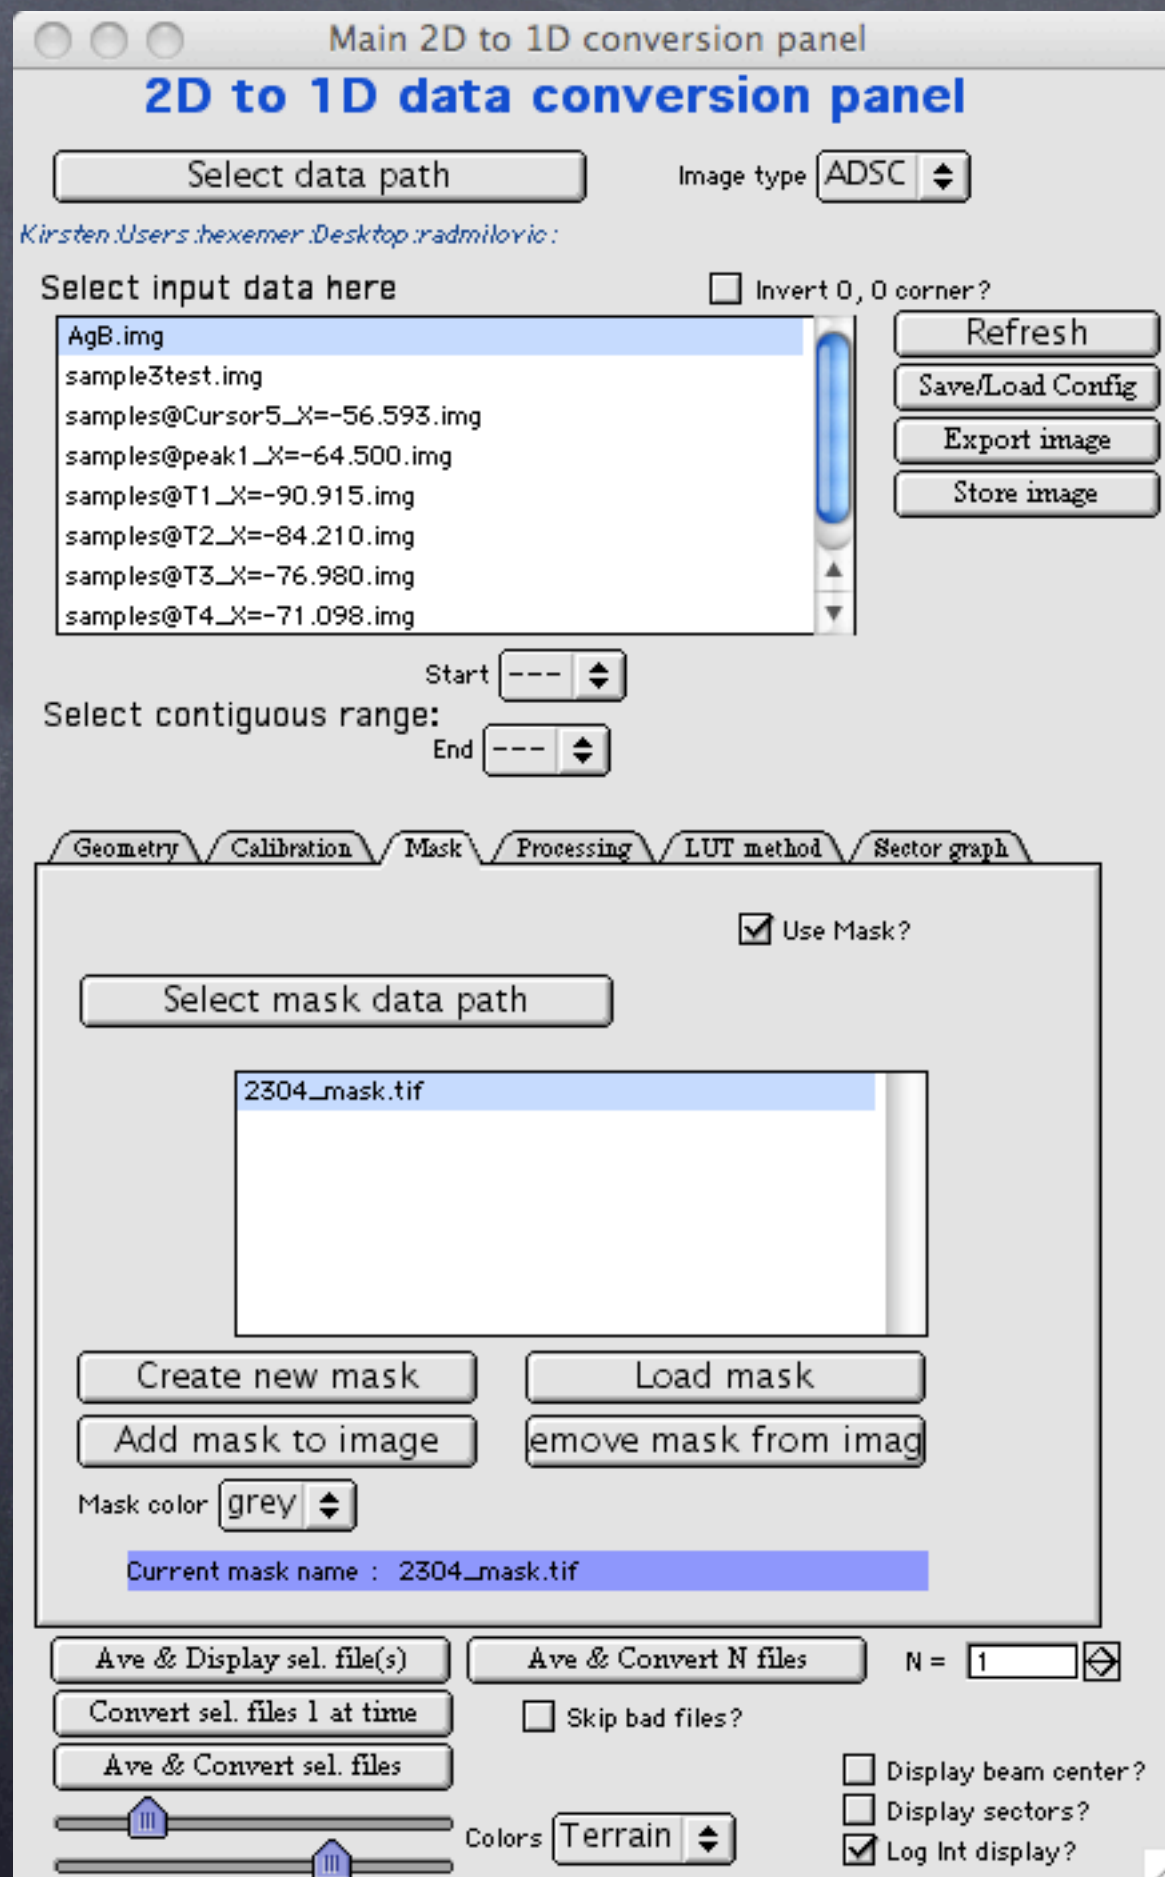 Main 2D to 1D conversion panel
2D to 1D data conversion panel
Select data path
Image type ADSC
Kirsten:Users:hexemer:Desktop:radmilovic:
Select input data here
Invert 0, 0 corner?
AgB.img
sample3test.img
samples@Cursor5_X=-56.593.img
samples@peak1_X=-64.500.img
samples@T1_X=-90.915.img
samples@T2_X=-84.210.img
samples@T3_X=-76.980.img
samples@T4_X=-71.098.img
Refresh
Save/Load Config
Export image
Store image
Start ---
Select contiguous range:
End ---
Geometry Calibration Mask Processing LUT method Sector graph
Use Mask?
Select mask data path
2304_mask.tif
Create new mask Load mask
Add mask to image emove mask from imag
Mask color grey
Current mask name : 2304_mask.tif
Ave & Display sel. file(s) Ave & Convert N files N = 1
Convert sel. files 1 at time Skip bad files?
Ave & Convert sel. files
Display beam center?
Display sectors?
Colors Terrain
Log Int display?